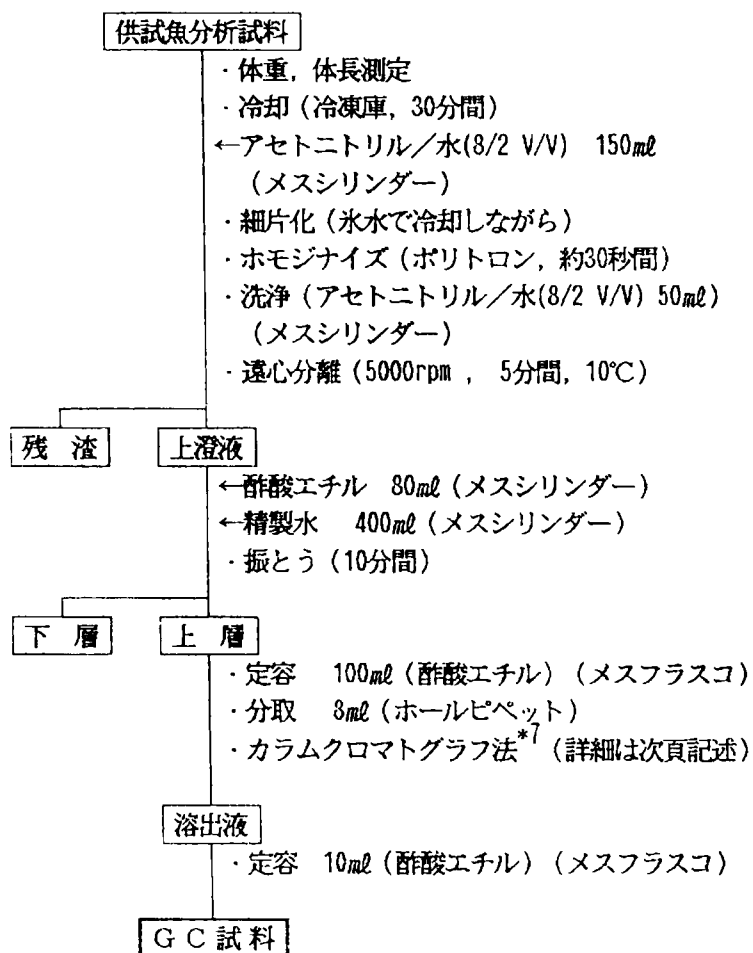 供試魚分析試料
・体重，体長測定
・冷却（冷凍庫，30分間）
←アセトニトリル／水(8/2 V/V) 150mℓ
（メスシリンダー）
・細片化（氷水で冷却しながら）
・ホモジナイズ（ポリトロン，約30秒間）
・洗浄（アセトニトリル／水(8/2 V/V) 50mℓ）
（メスシリンダー）
・遠心分離（5000rpm ， 5分間，10℃）
残 渣 上澄液
←酢酸エチル 80mℓ（メスシリンダー）
←精製水 400mℓ（メスシリンダー）
・振とう（10分間）
下 層 上 層
・定容 100mℓ（酢酸エチル）（メスフラスコ）
・分取 8mℓ（ホールピペット）
・カラムクロマトグラフ法*7（詳細は次頁記述）
溶出液
・定容 10mℓ（酢酸エチル）（メスフラスコ）
ＧＣ試料